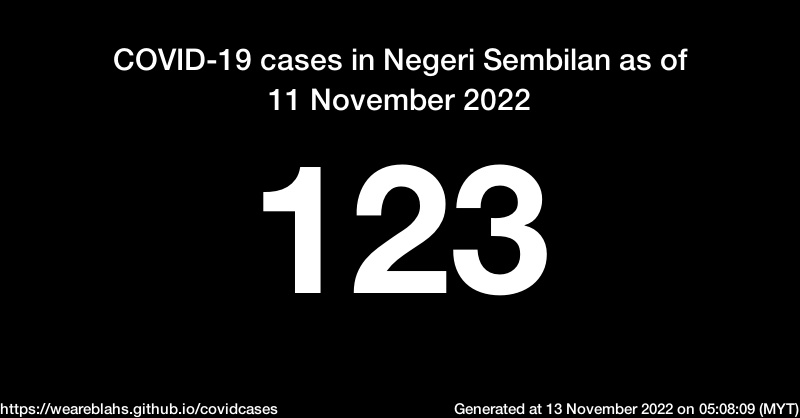 COVID-19 cases in Negeri Sembilan as of
11 November 2022
123
https://weareblahs.github.io/covidcases
Generated at 13 November 2022 on 05:08:09 (MYT)